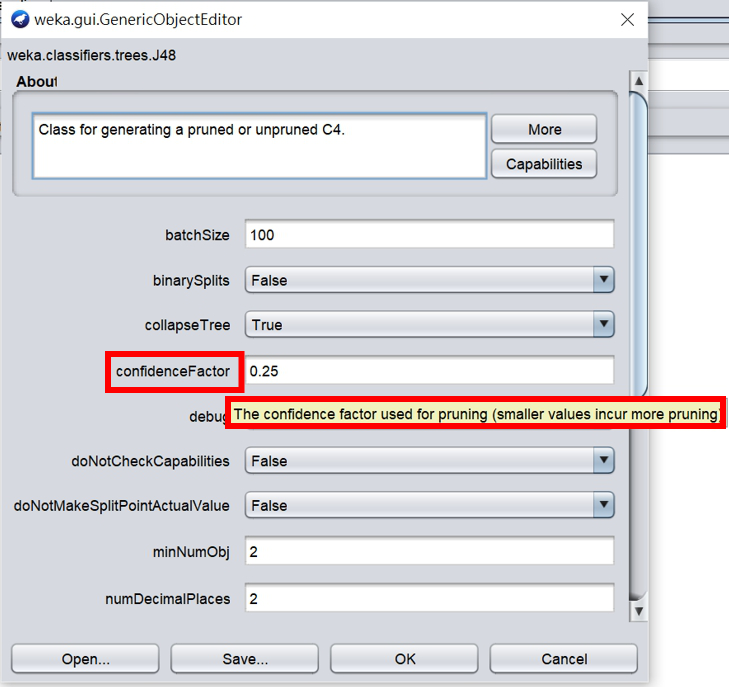 weka.gui.GenericObjectEditor
weka.classifiers.trees.J48
About
Class for generating a pruned or unpruned C4.
More
Capabilities
batchSize 100
binarySplits False
collapseTree True
confidenceFactor 0.25
debug
The confidence factor used for pruning (smaller values incur more pruning
doNotCheckCapabilities False
doNotMakeSplitPointActualValue False
minNumObj 2
numDecimalPlaces 2
Open... Save... OK Cancel